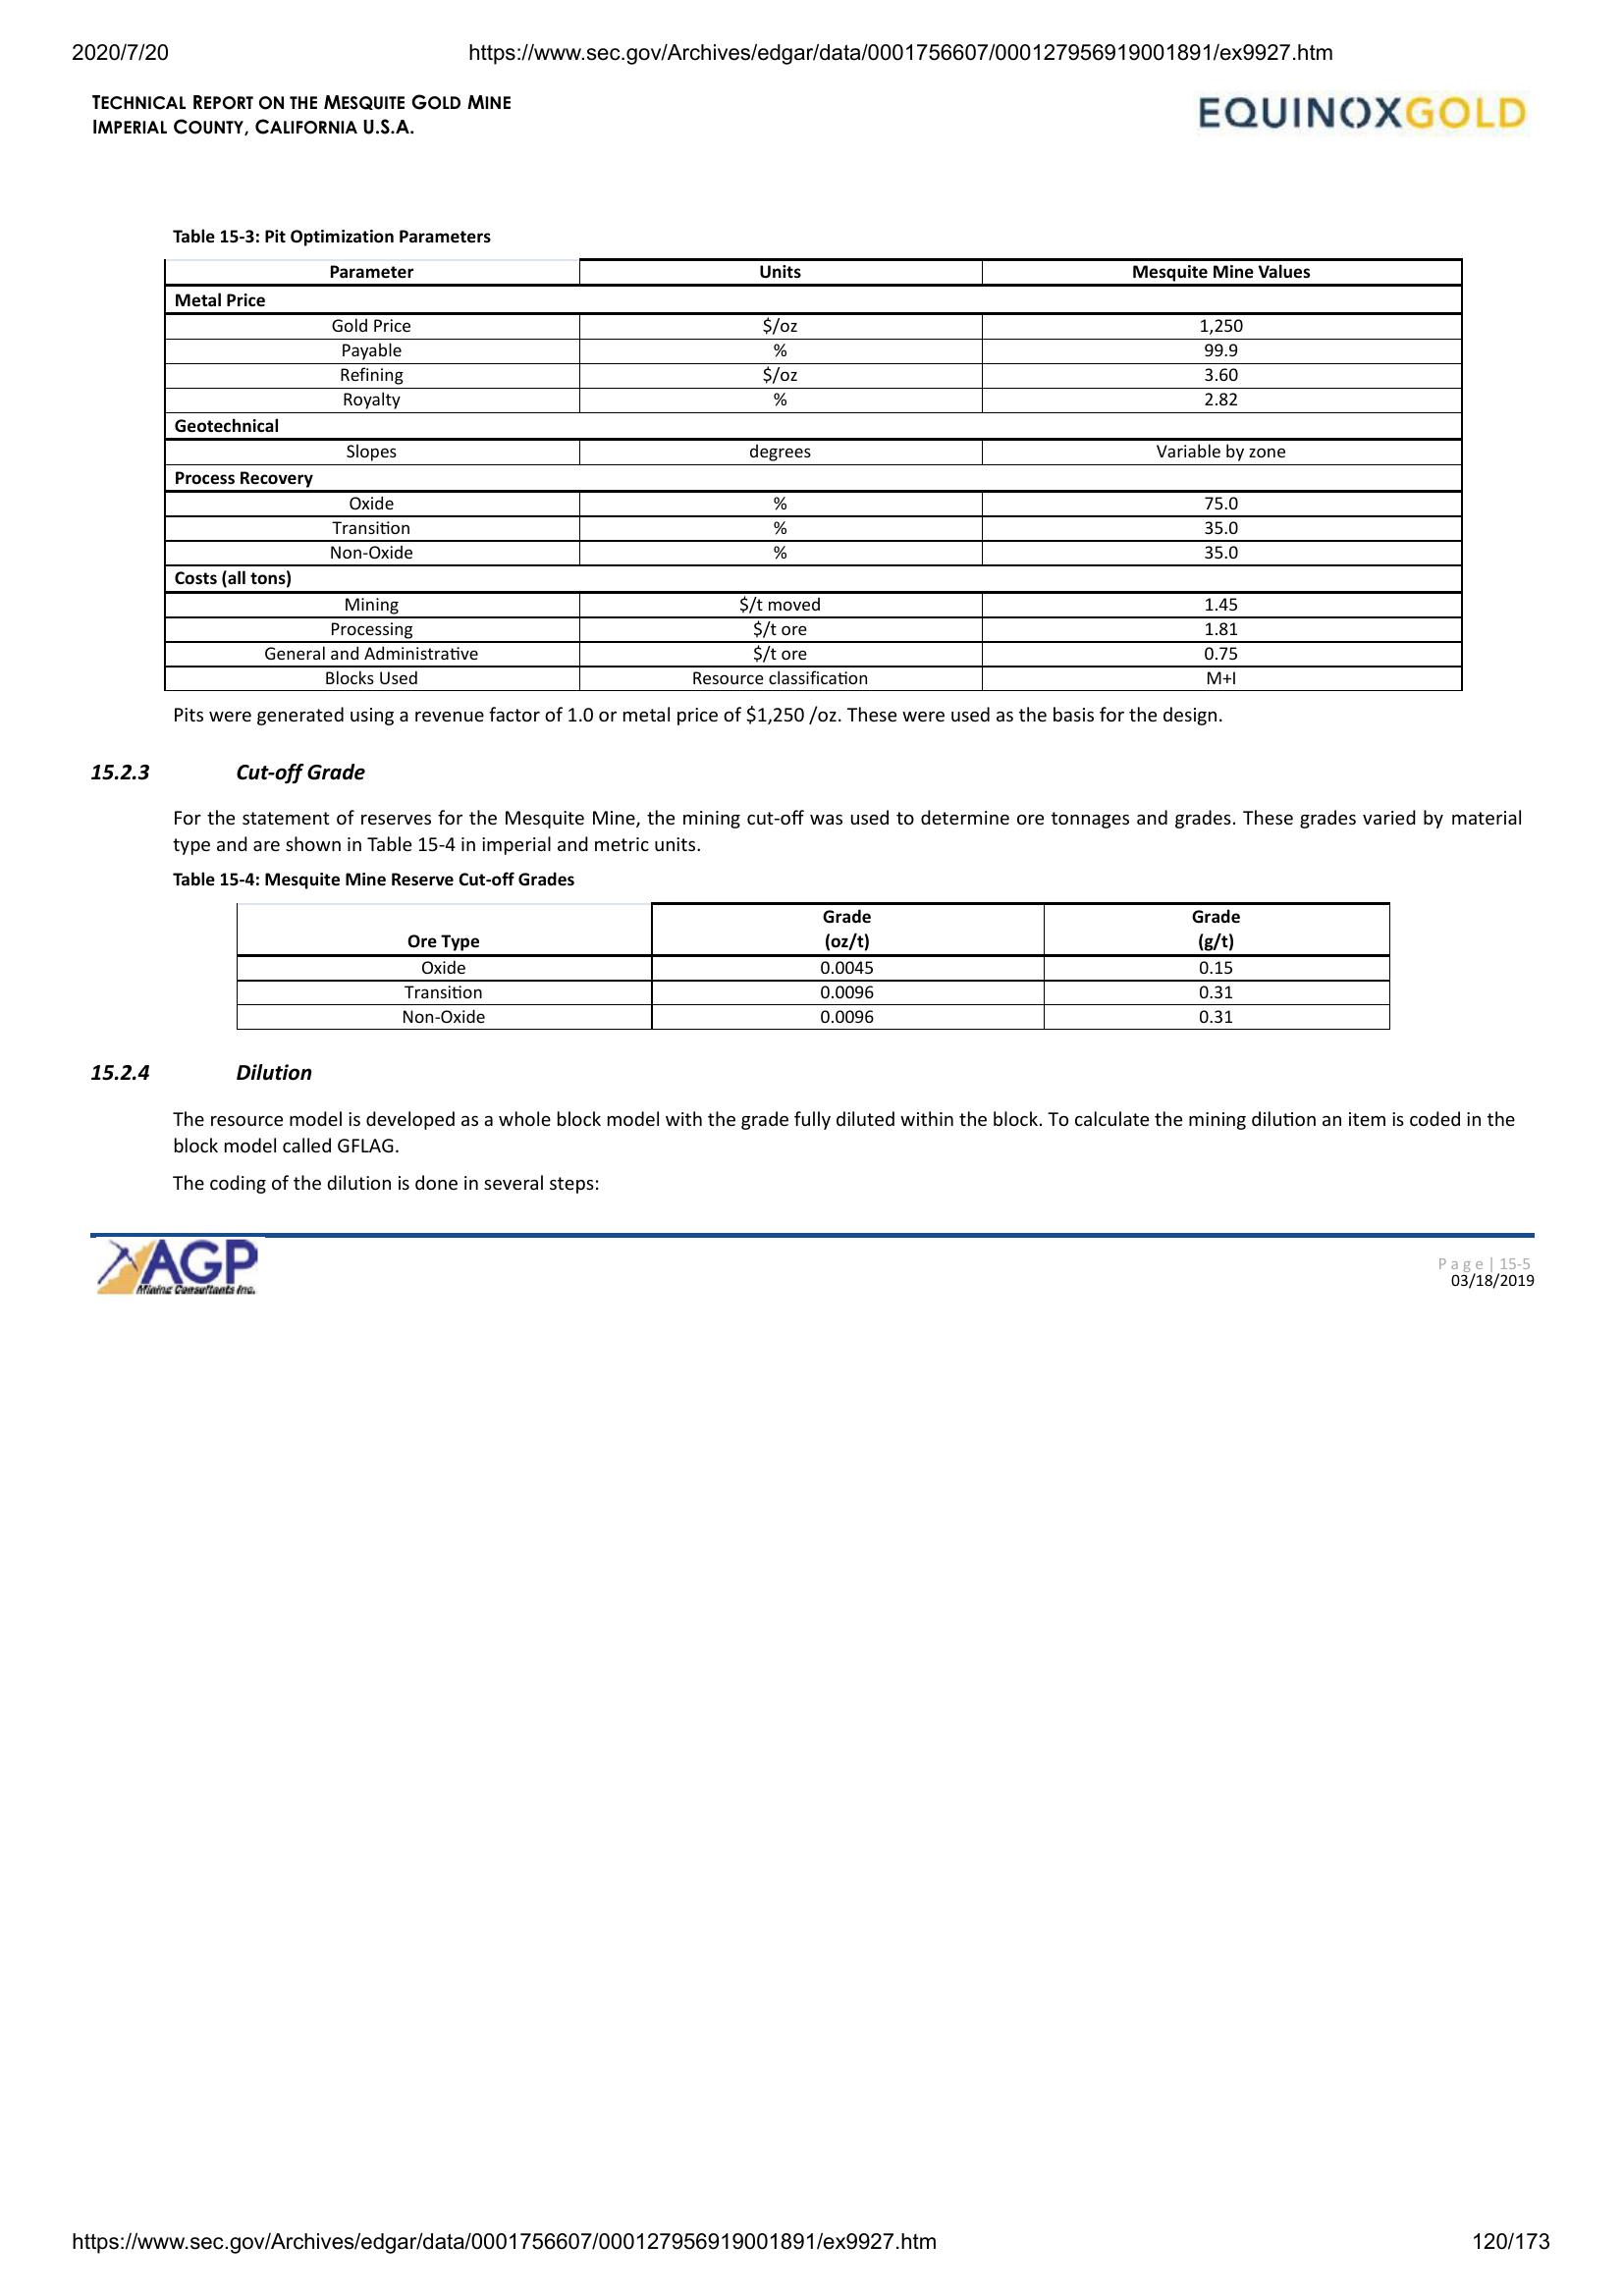 2020/7/20 https://www.sec.gov/Archives/edgar/data/0001756607/000127956919001891/ex9927.htm
TECHNICAL REPORT ON THE MESQUITE GOLD MINE
IMPERIAL COUNTY, CALIFORNIA U.S.A.
EQUINOXGOLD
Table 15-3: Pit Optimization Parameters
Parameter Units Mesquite Mine Values
Metal Price
Gold Price $/oz 1,250
Payable % 99.9
Refining $/oz 3.60
Royalty % 2.82
Geotechnical
Slopes degrees Variable by zone
Process Recovery
Oxide % 75.0
Transition % 35.0
Non-Oxide % 35.0
Costs (all tons)
Mining $/t moved 1.45
Processing $/t ore 1.81
General and Administrative $/t ore 0.75
Blocks Used Resource classification M+I
Pits were generated using a revenue factor of 1.0 or metal price of $1,250 /oz. These were used as the basis for the design.
15.2.3 Cut-off Grade
For the statement of reserves for the Mesquite Mine, the mining cut-off was used to determine ore tonnages and grades. These grades varied by material
type and are shown in Table 15-4 in imperial and metric units.
Table 15-4: Mesquite Mine Reserve Cut-off Grades
Grade Grade
Ore Type (oz/t) (g/t)
Oxide 0.0045 0.15
Transition 0.0096 0.31
Non-Oxide 0.0096 0.31
15.2.4 Dilution
The resource model is developed as a whole block model with the grade fully diluted within the block. To calculate the mining dilution an item is coded in the
block model called GFLAG.
The coding of the dilution is done in several steps:
AGP
Mining Consultants Inc.
Page | 15-5
03/18/2019
https://www.sec.gov/Archives/edgar/data/0001756607/000127956919001891/ex9927.htm 120/173